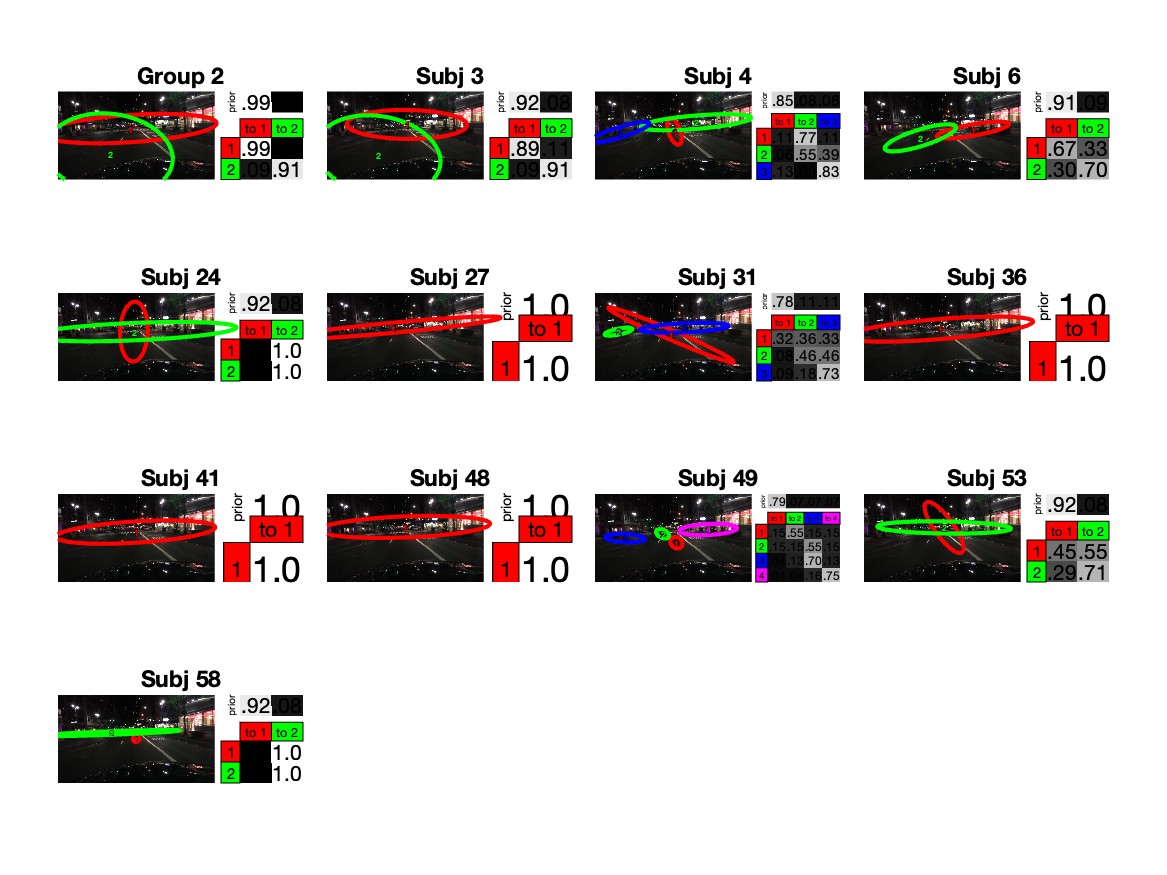 Group 2
prior .99
to 1 to 2
1 .99
2 .09 .91
Subj 3
prior .92 .08
to 1 to 2
1 .89 .11
2 .09 .91
Subj 4
prior .85 .08 .08
to 1 to 2
1 .11 .77 .11
2 .06 .55 .39
3 .13 .83
Subj 6
prior .91 .09
to 1 to 2
1 .67 .33
2 .30 .70
Subj 24
prior .92 .08
to 1 to 2
1 1.0
2 1.0
Subj 27
prior 1.0
to 1
1 1.0
Subj 31
prior .78 .11 .11
to 1 to 2
1 .32 .36 .33
2 .08 .46 .46
3 .09 .18 .73
Subj 36
prior 1.0
to 1
1 1.0
Subj 41
prior 1.0
to 1
1 1.0
Subj 48
prior 1.0
to 1
1 1.0
Subj 49
prior .79
to 1 to 2 to 4
1 .15 .55 .15 .15
2 .15 .15 .55 .15
.13 .70 .13
4 .16 .75
Subj 53
prior .92 .08
to 1 to 2
1 .45 .55
2 .29 .71
Subj 58
prior .92 .08
to 1 to 2
1 1.0
2 1.0